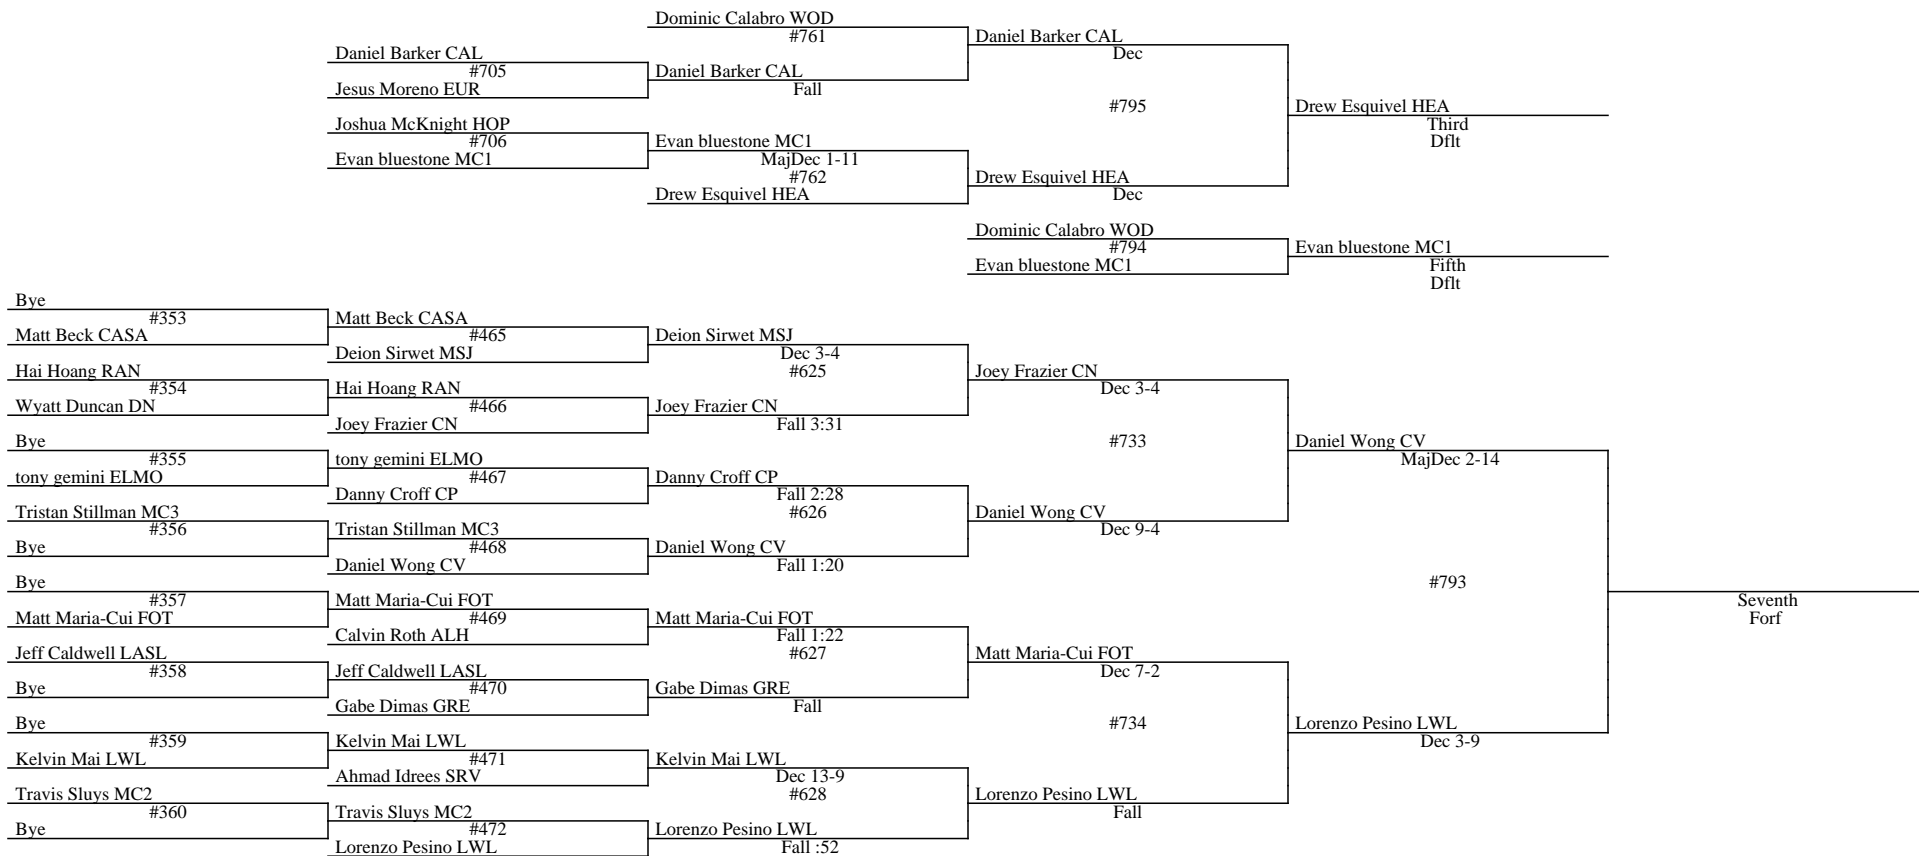 Dominic Calabro WOD
#761
Daniel Barker CAL
Dec
Daniel Barker CAL
#705
Daniel Barker CAL
Fall
Jesus Moreno EUR
#795
Drew Esquivel HEA
Third
Dflt
Joshua McKnight HOP
#706
Evan bluestone MC1
MajDec 1-11
Evan bluestone MC1
#762
Drew Esquivel HEA
Dec
Drew Esquivel HEA
Dominic Calabro WOD
#794
Evan bluestone MC1
Fifth
Dflt
Evan bluestone MC1
Bye
#353
Matt Beck CASA
Matt Beck CASA
#465
Deion Sirwet MSJ
Deion Sirwet MSJ
Dec 3-4
#625
Hai Hoang RAN
#354
Wyatt Duncan DN
Hai Hoang RAN
#466
Joey Frazier CN
Joey Frazier CN
Fall 3:31
Joey Frazier CN
Dec 3-4
#733
Bye
#355
tony gemini ELMO
tony gemini ELMO
#467
Danny Croff CP
Danny Croff CP
Fall 2:28
#626
Tristan Stillman MC3
#356
Bye
Tristan Stillman MC3
#468
Daniel Wong CV
Daniel Wong CV
Fall 1:20
Daniel Wong CV
Dec 9-4
Daniel Wong CV
MajDec 2-14
#793
Seventh
Forf
Bye
#357
Matt Maria-Cui FOT
Matt Maria-Cui FOT
#469
Calvin Roth ALH
Matt Maria-Cui FOT
Fall 1:22
#627
Jeff Caldwell LASL
#358
Bye
Jeff Caldwell LASL
#470
Gabe Dimas GRE
Gabe Dimas GRE
Fall
Matt Maria-Cui FOT
Dec 7-2
#734
Bye
#359
Kelvin Mai LWL
Kelvin Mai LWL
#471
Ahmad Idrees SRV
Kelvin Mai LWL
Dec 13-9
#628
Travis Sluys MC2
#360
Bye
Travis Sluys MC2
#472
Lorenzo Pesino LWL
Lorenzo Pesino LWL
Fall :52
Lorenzo Pesino LWL
Fall
Lorenzo Pesino LWL
Dec 3-9